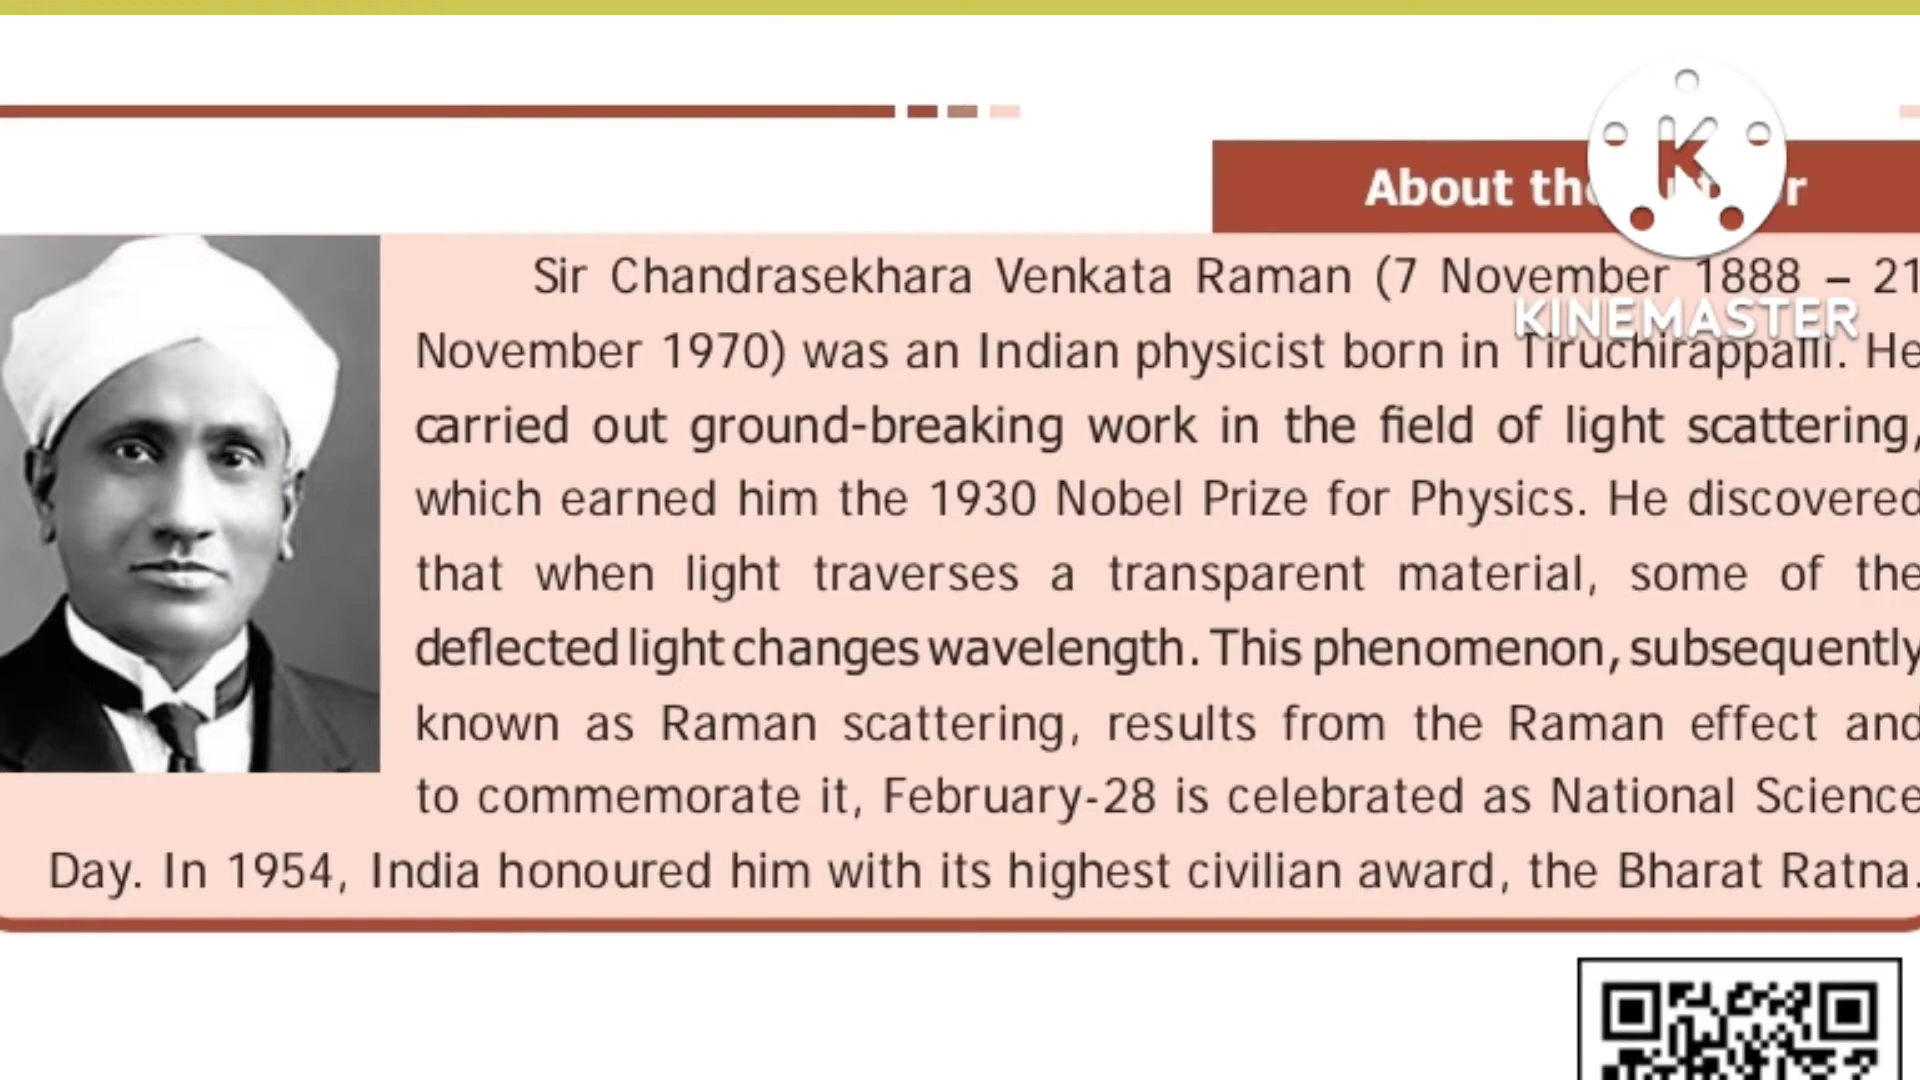 About the Author
Sir Chandrasekhara Venkata Raman (7 November 1888 – 21
KINEMASTER
November 1970) was an Indian physicist born in Tiruchirappalli. He
carried out ground-breaking work in the field of light scattering,
which earned him the 1930 Nobel Prize for Physics. He discovered
that when light traverses a transparent material, some of the
deflected light changes wavelength. This phenomenon, subsequently
known as Raman scattering, results from the Raman effect and
to commemorate it, February-28 is celebrated as National Science
Day. In 1954, India honoured him with its highest civilian award, the Bharat Ratna.